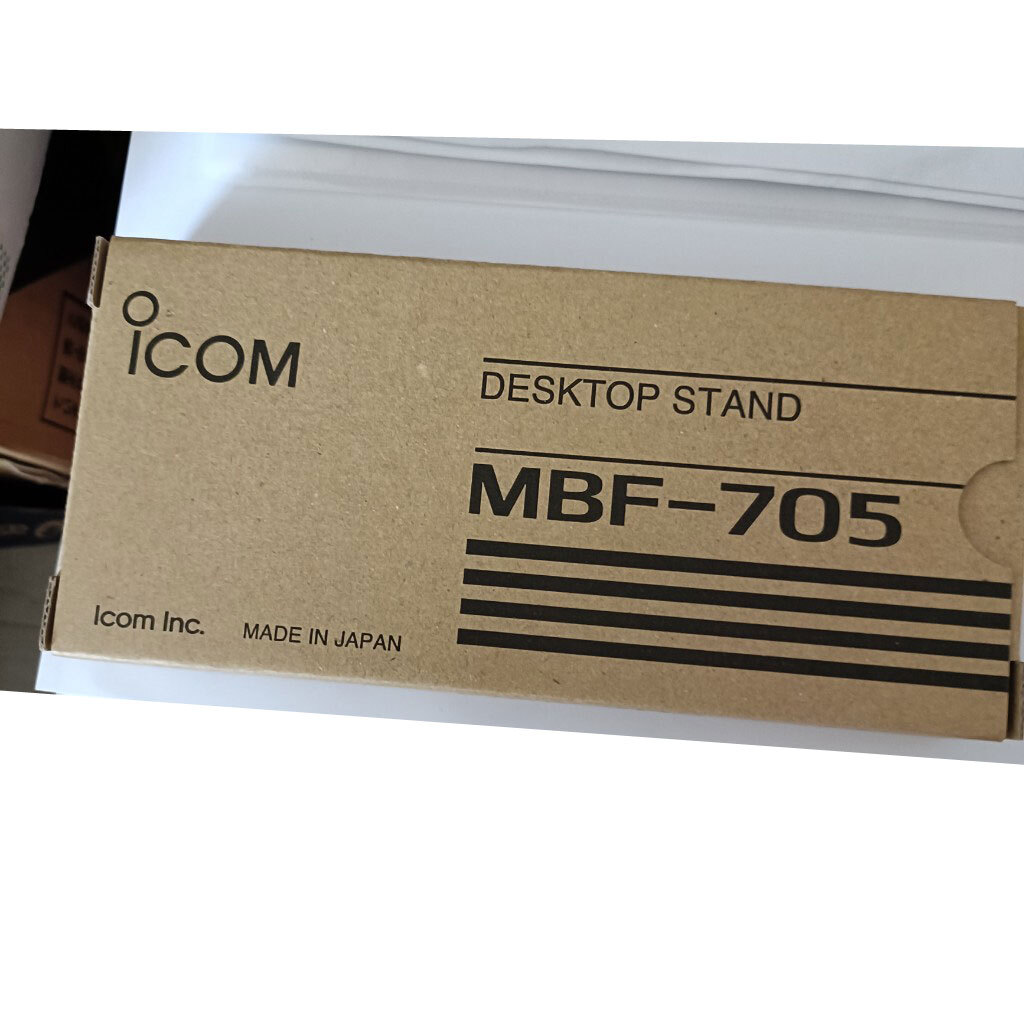 ICOM
DESKTOP STAND
MBF-705
Icom Inc.
MADE IN JAPAN